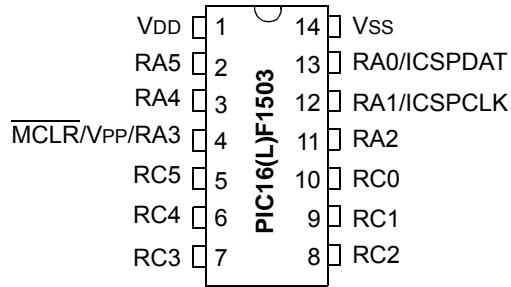 VDD 1 14 VSS
RA5 2 13 RA0/ICSPDAT
RA4 3 12 RA1/ICSPCLK
MCLR/VPP/RA3 4 11 RA2
RC5 5 10 RC0
RC4 6 9 RC1
RC3 7 8 RC2
PIC16(L)F1503